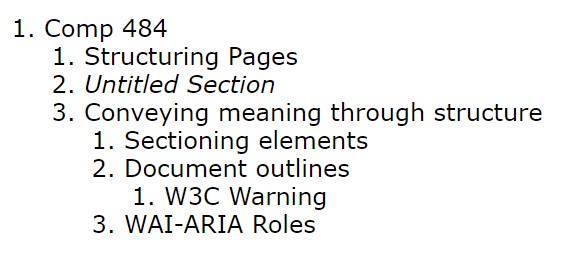 1. Comp 484
1. Structuring Pages
2. Untitled Section
3. Conveying meaning through structure
1. Sectioning elements
2. Document outlines
1. W3C Warning
3. WAI-ARIA Roles